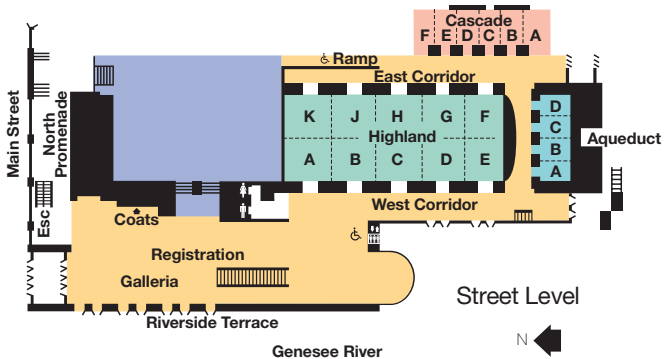 Cascade
F E D C B A
Ramp
East Corridor
Main Street
North
Promenade
K J H G F
Highland
A B C D E
D
C
B
A
Aqueduct
West Corridor
Esc
Coats
Registration
Galleria
Street Level
Riverside Terrace
N
Genesee River